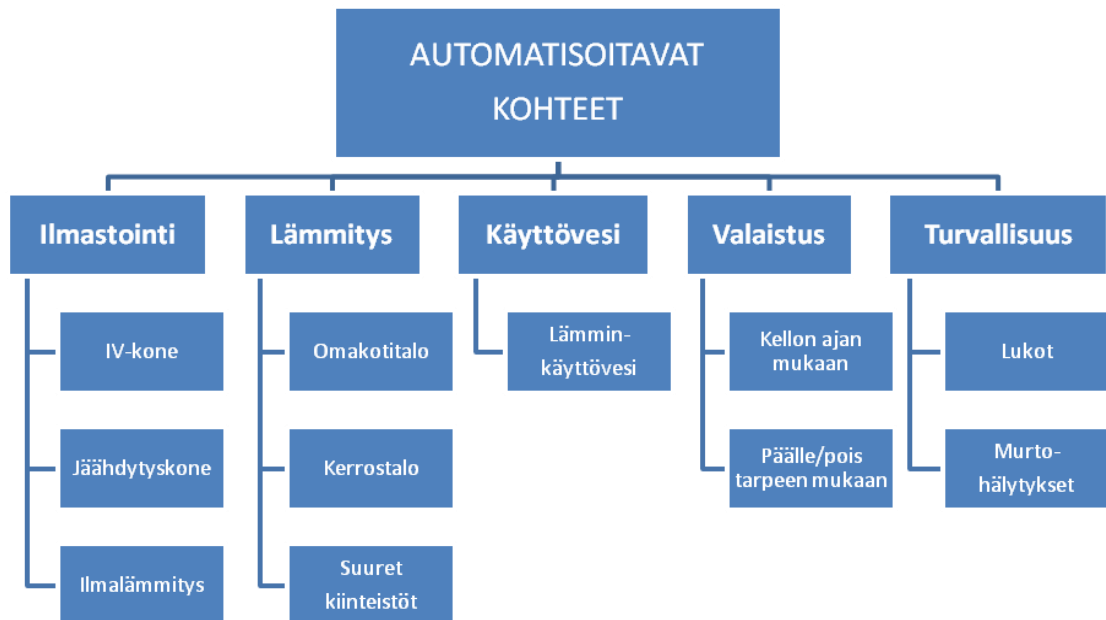 AUTOMATISOITAVAT
KOHTEET
Ilmastointi
IV-kone
Jäähdytyskone
Ilmalämmitys
Lämmitys
Omakotitalo
Kerrostalo
Suuret
kiinteistöt
Käyttövesi
Lämmin-
käyttövesi
Valaistus
Kellon ajan
mukaan
Päälle/pois
tarpeen mukaan
Turvallisuus
Lukot
Murto-
hälytykset